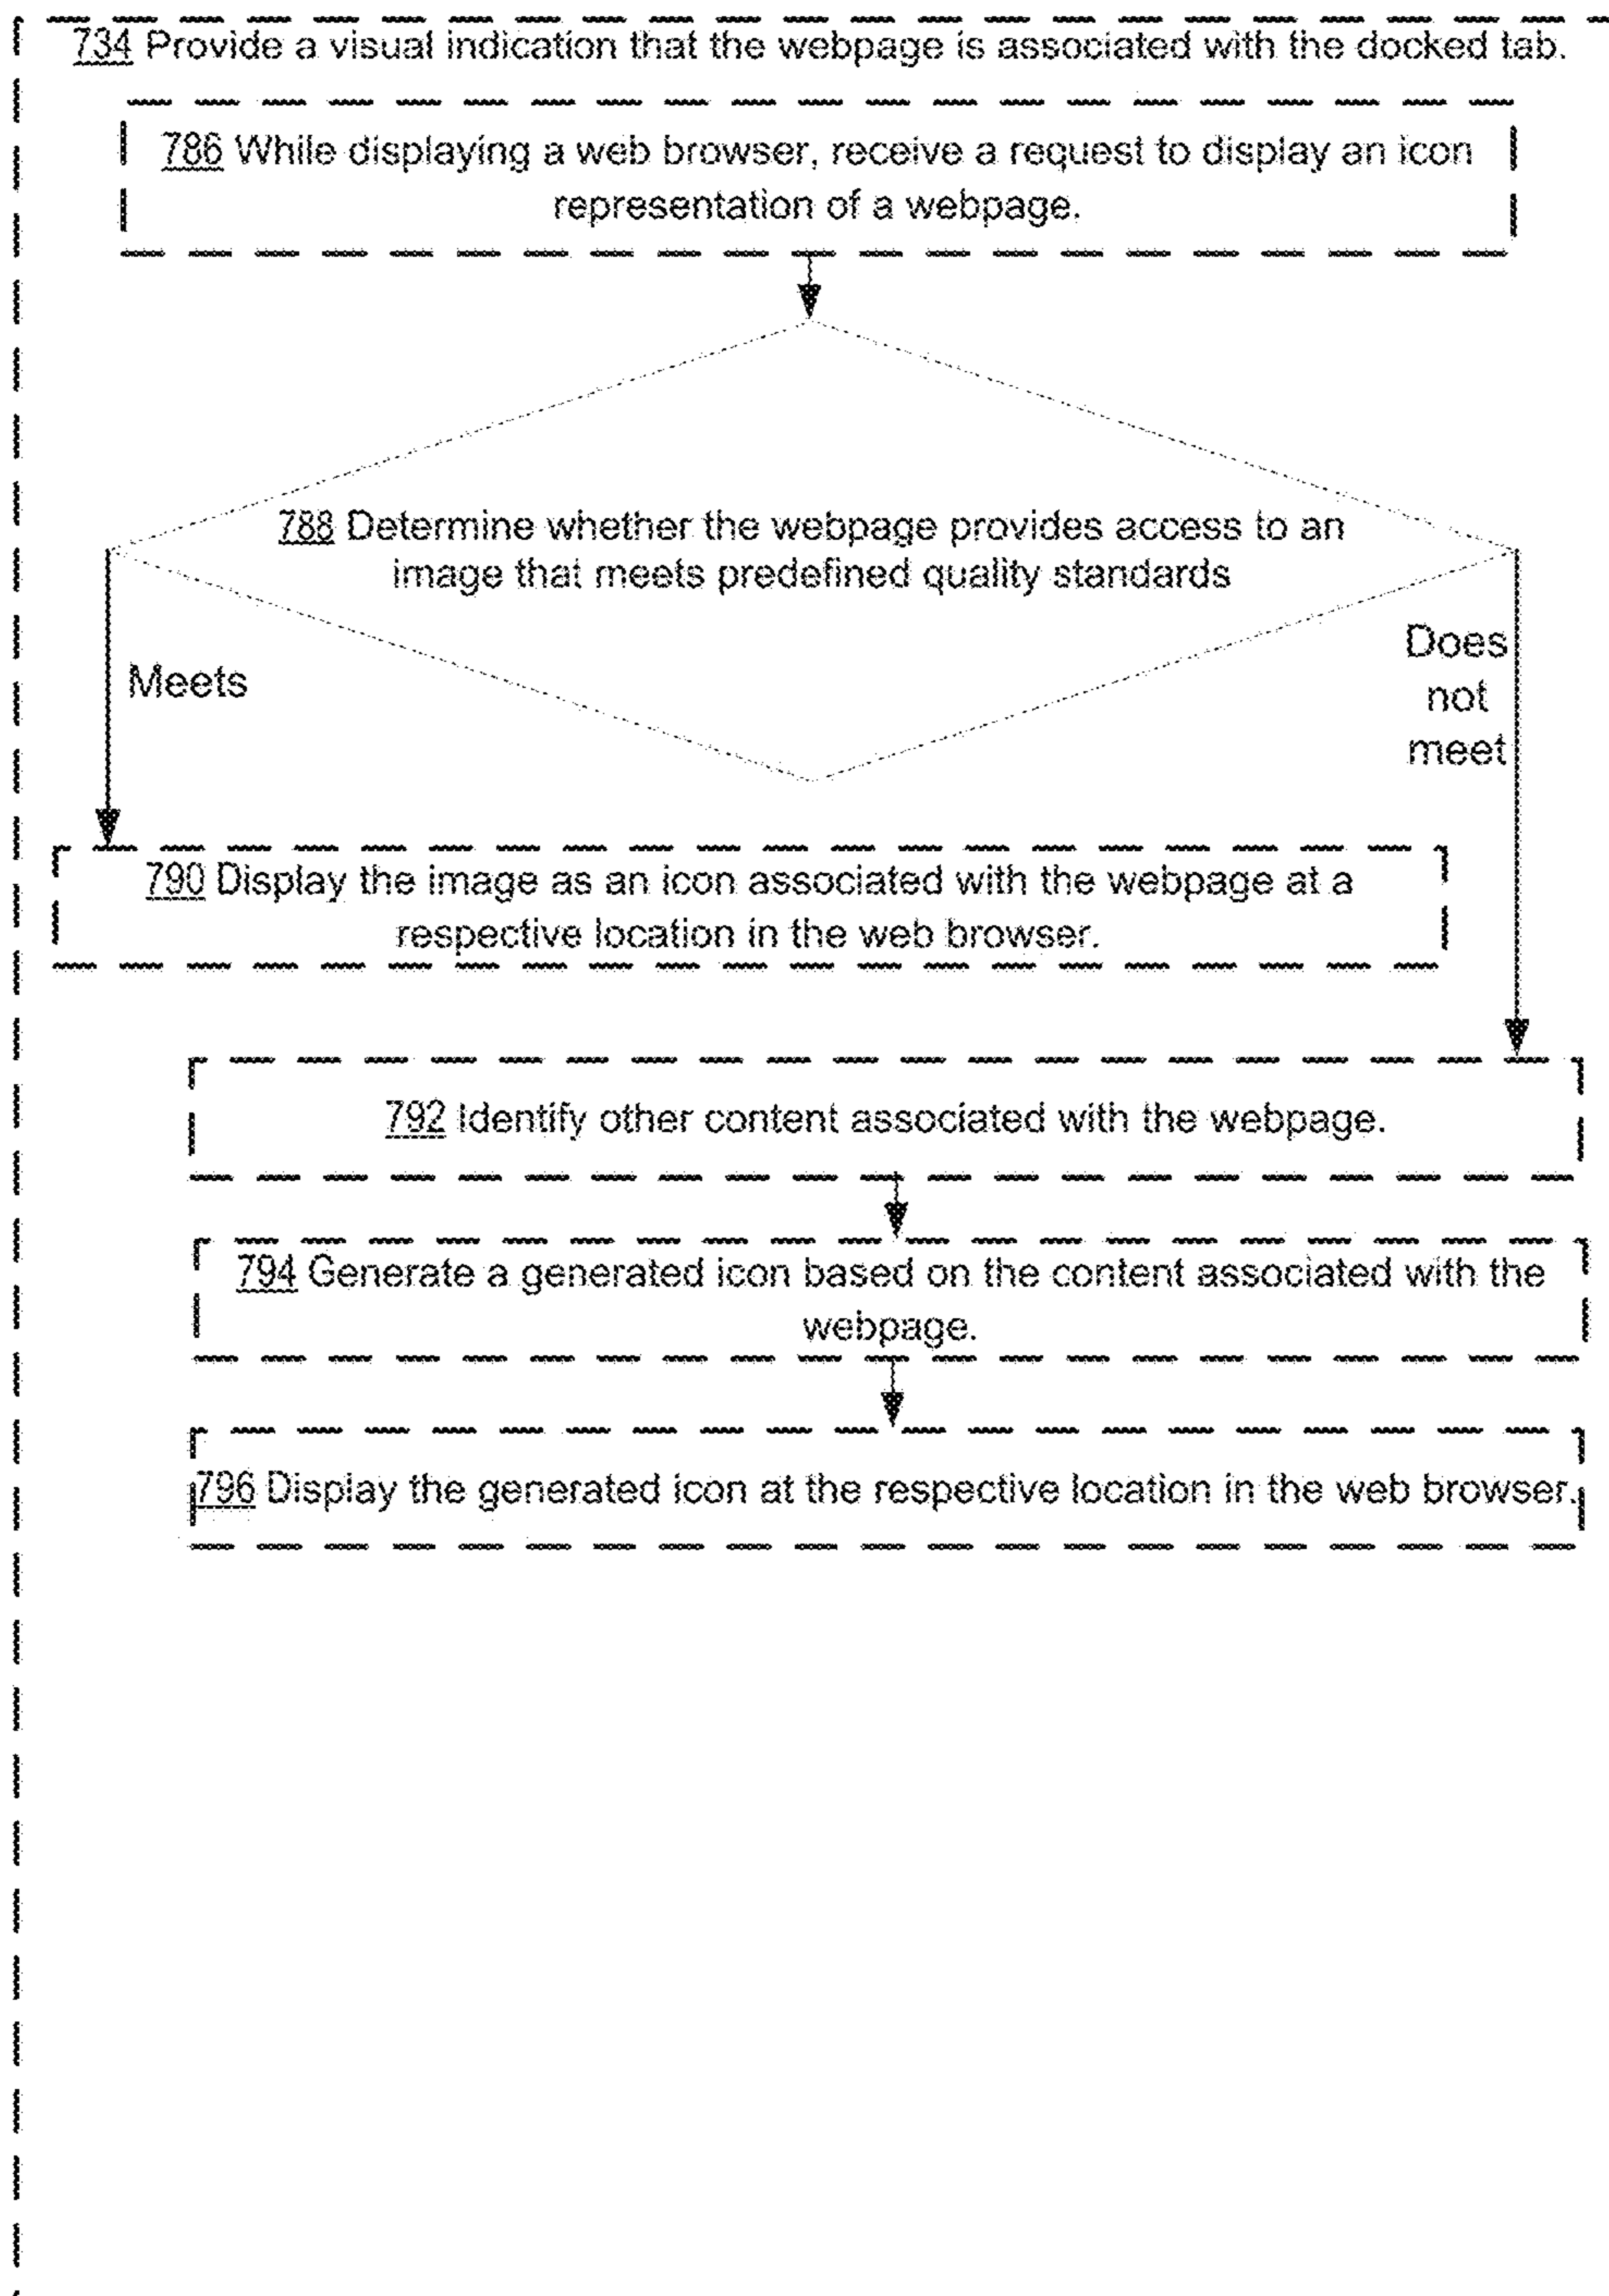 734 Provide a visual indication that the webpage is associated with the docked tab.
786 While displaying a web browser, receive a request to display an icon
representation of a webpage.
788 Determine whether the webpage provides access to an
image that meets predefined quality standards
Meets
Does
not
meet
790 Display the image as an icon associated with the webpage at a
respective location in the web browser.
792 Identify other content associated with the webpage.
794 Generate a generated icon based on the content associated with the
webpage.
796 Display the generated icon at the respective location in the web browser.